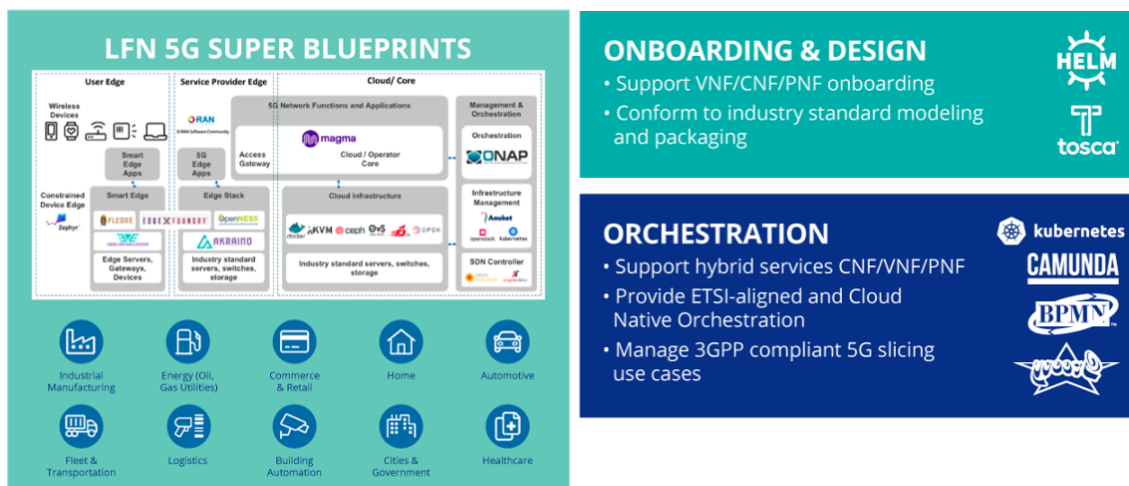 LFN 5G SUPER BLUEPRINTS
User Edge
Service Provider Edge
Cloud/ Core
Wireless
Devices
Smart
Edge
Apps
Constrained
Device Edge
Zephyr
Smart Edge
FLEDGE
EDGE X FOUNDRY
Edge Servers,
Gateways,
Devices
RAN
5G
Edge
Apps
Edge Stack
OpenNESS
AKRAINO
Industry standard
servers, switches,
storage
5G Network Functions and Applications
Access
Gateway
magma
Cloud / Operator
Core
Cloud Infrastructure
docker
KVM
ceph
OvS
DPDK
Industry standard servers, switches,
storage
Management &
Orchestration
Orchestration
ONAP
Infrastructure
Management
Anuket
openstack
kubernetes
SDN Controller
Industrial
Manufacturing
Energy (Oil,
Gas Utilities)
Commerce
& Retail
Home
Automotive
Fleet &
Transportation
Logistics
Building
Automation
Cities &
Government
Healthcare
ONBOARDING & DESIGN
• Support VNF/CNF/PNF onboarding
• Conform to industry standard modeling
and packaging
HELM
tosca
ORCHESTRATION
• Support hybrid services CNF/VNF/PNF
• Provide ETSI-aligned and Cloud
Native Orchestration
• Manage 3GPP compliant 5G slicing
use cases
kubernetes
CAMUNDA
BPMN™
Groovy